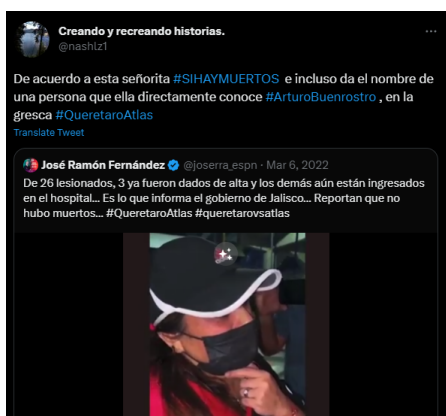 Creando y recreando historias.
@nashlz1
De acuerdo a esta señorita #SIHAYMUERTOS e incluso da el nombre de
una persona que ella directamente conoce #ArturoBuenrostro , en la
gresca #QueretaroAtlas
Translate Tweet
José Ramón Fernández @joserra_espn · Mar 6, 2022
De 26 lesionados, 3 ya fueron dados de alta y los demás aún están ingresados
en el hospital... Es lo que informa el gobierno de Jalisco... Reportan que no
hubo muertos... #QueretaroAtlas #queretarovsatlas